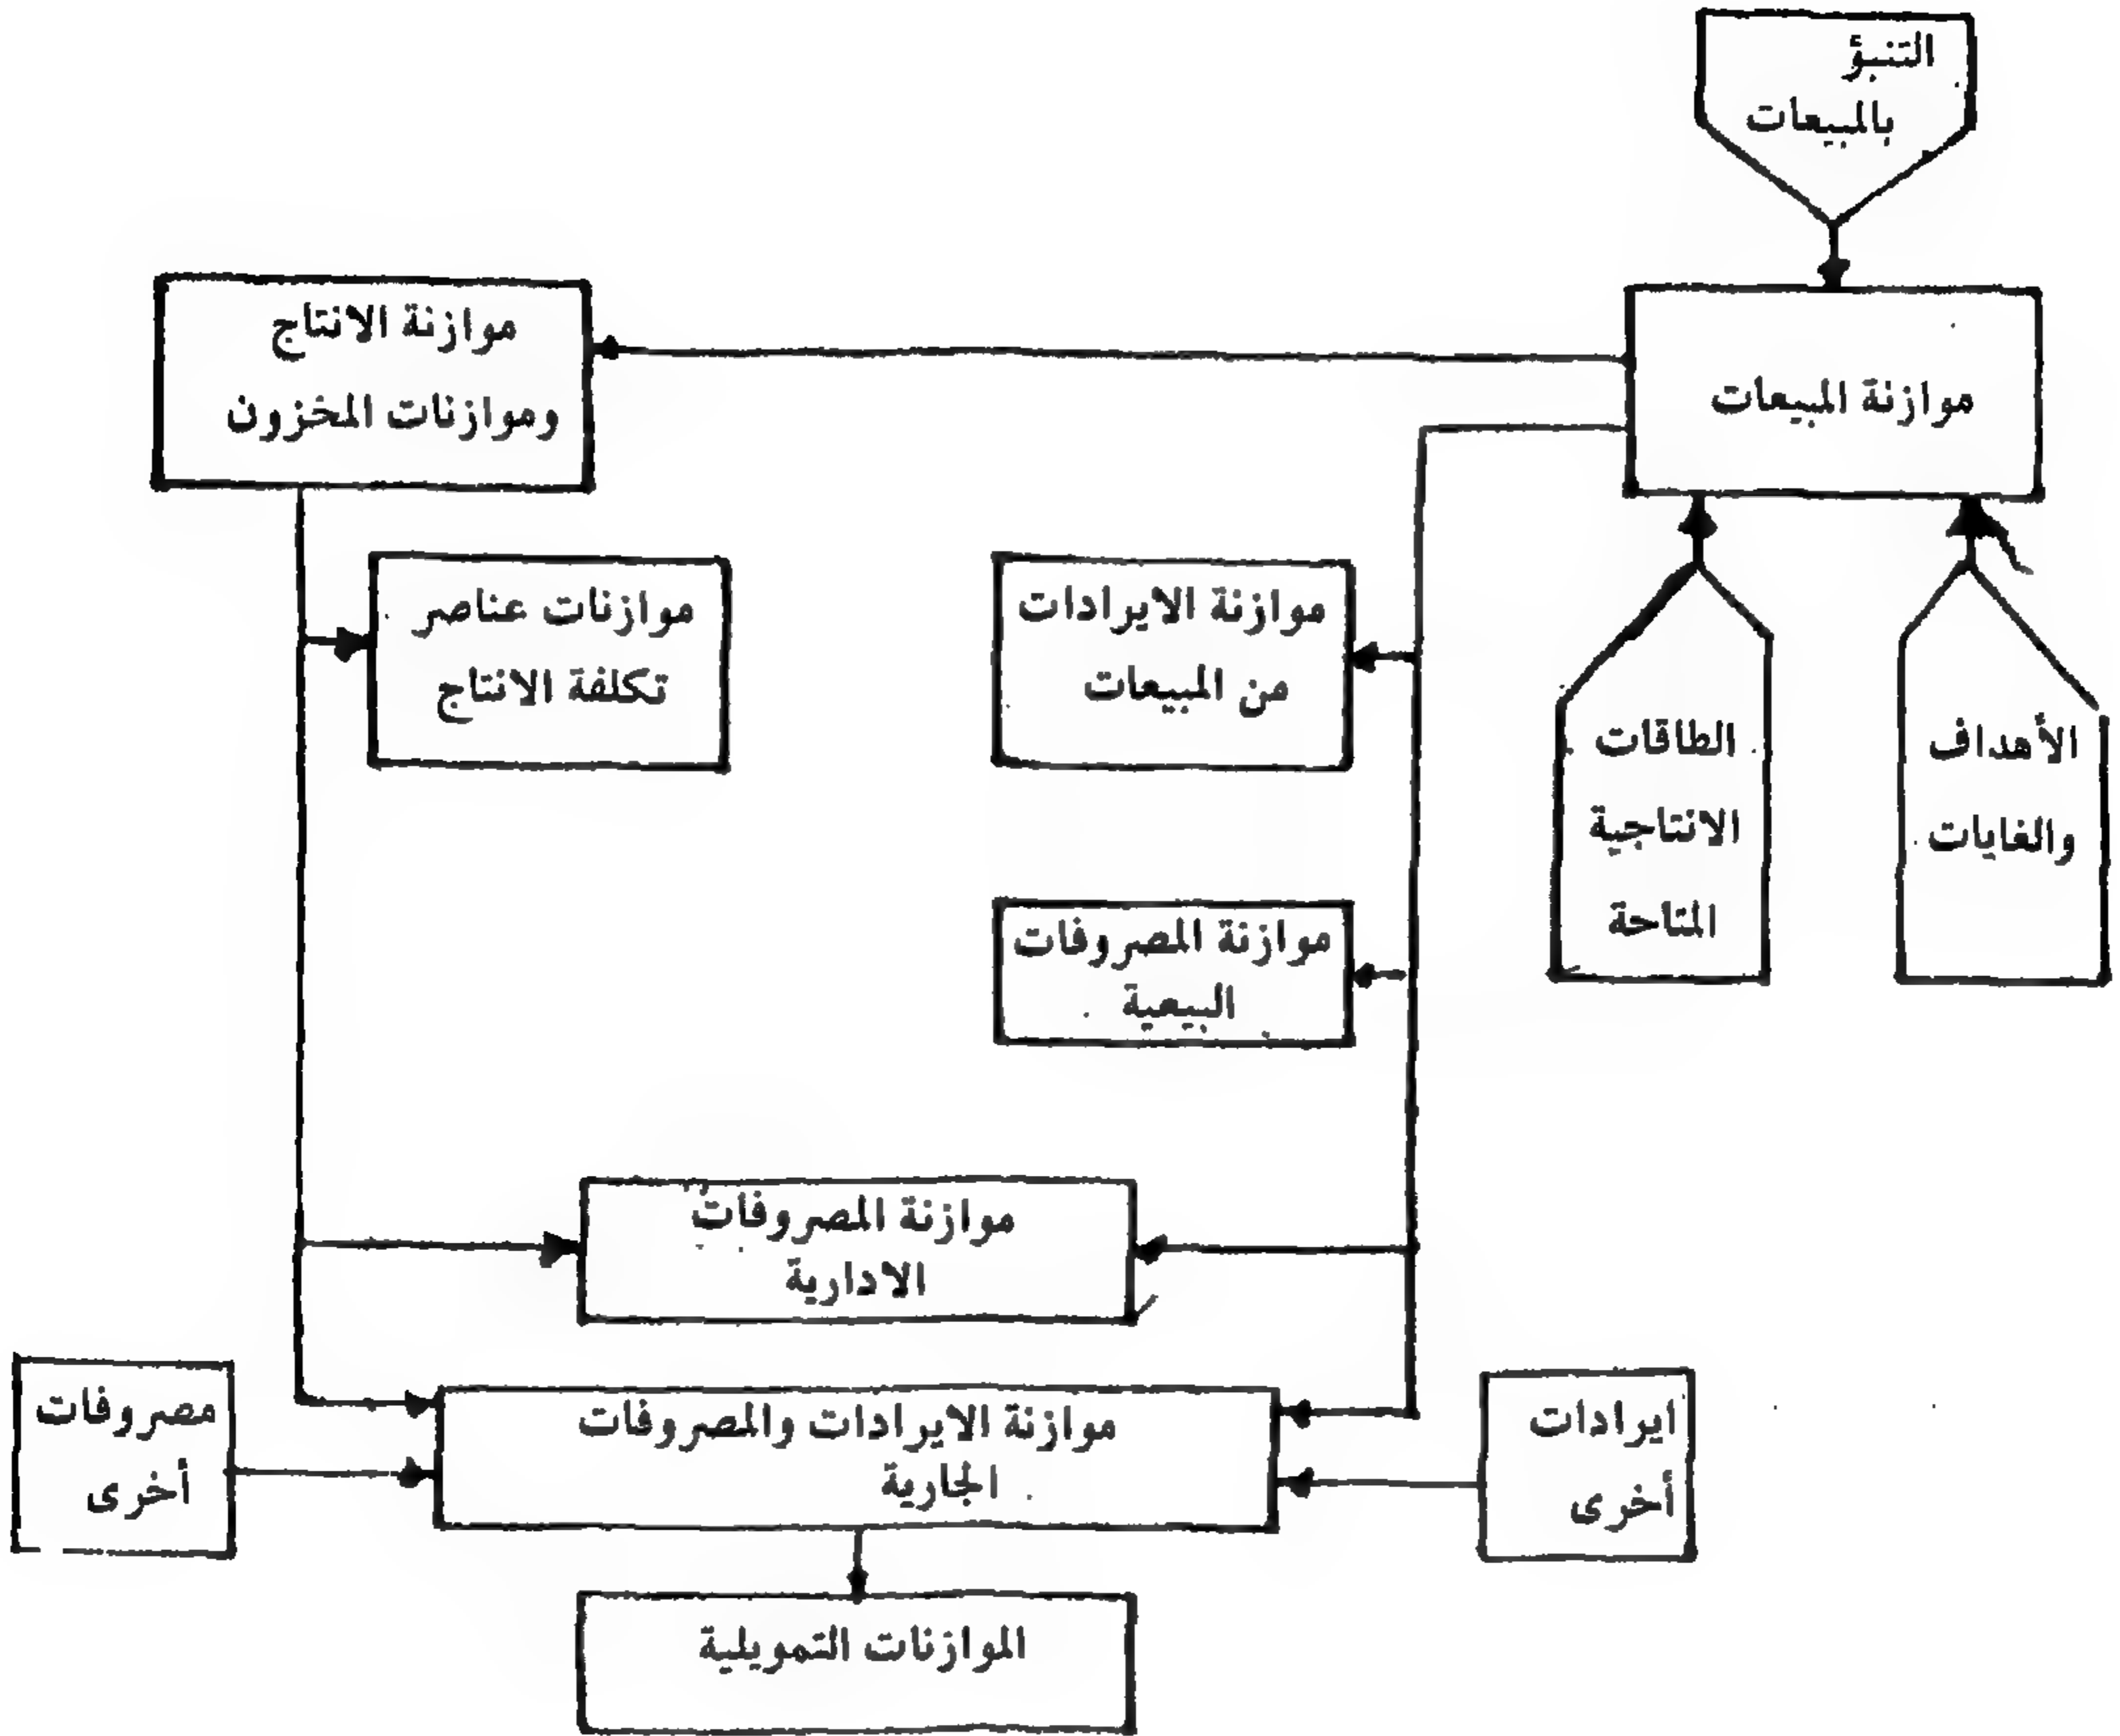 التنبؤ
بالمبيعات
موازنة المبيعات
موازنة الانتاج
وموازنات المخزون
الأهداف
والغايات
الطاقات
الانتاجية
المتاحة
موازنة الايرادات
من المبيعات
موازنات عناصر
تكلفة الانتاج
موازنة المصروفات
البيعية
موازنة المصروفات
الادارية
ايرادات
أخرى
موازنة الايرادات والمصروفات
الجارية
مصروفات
أخرى
الموازنات التمويلية